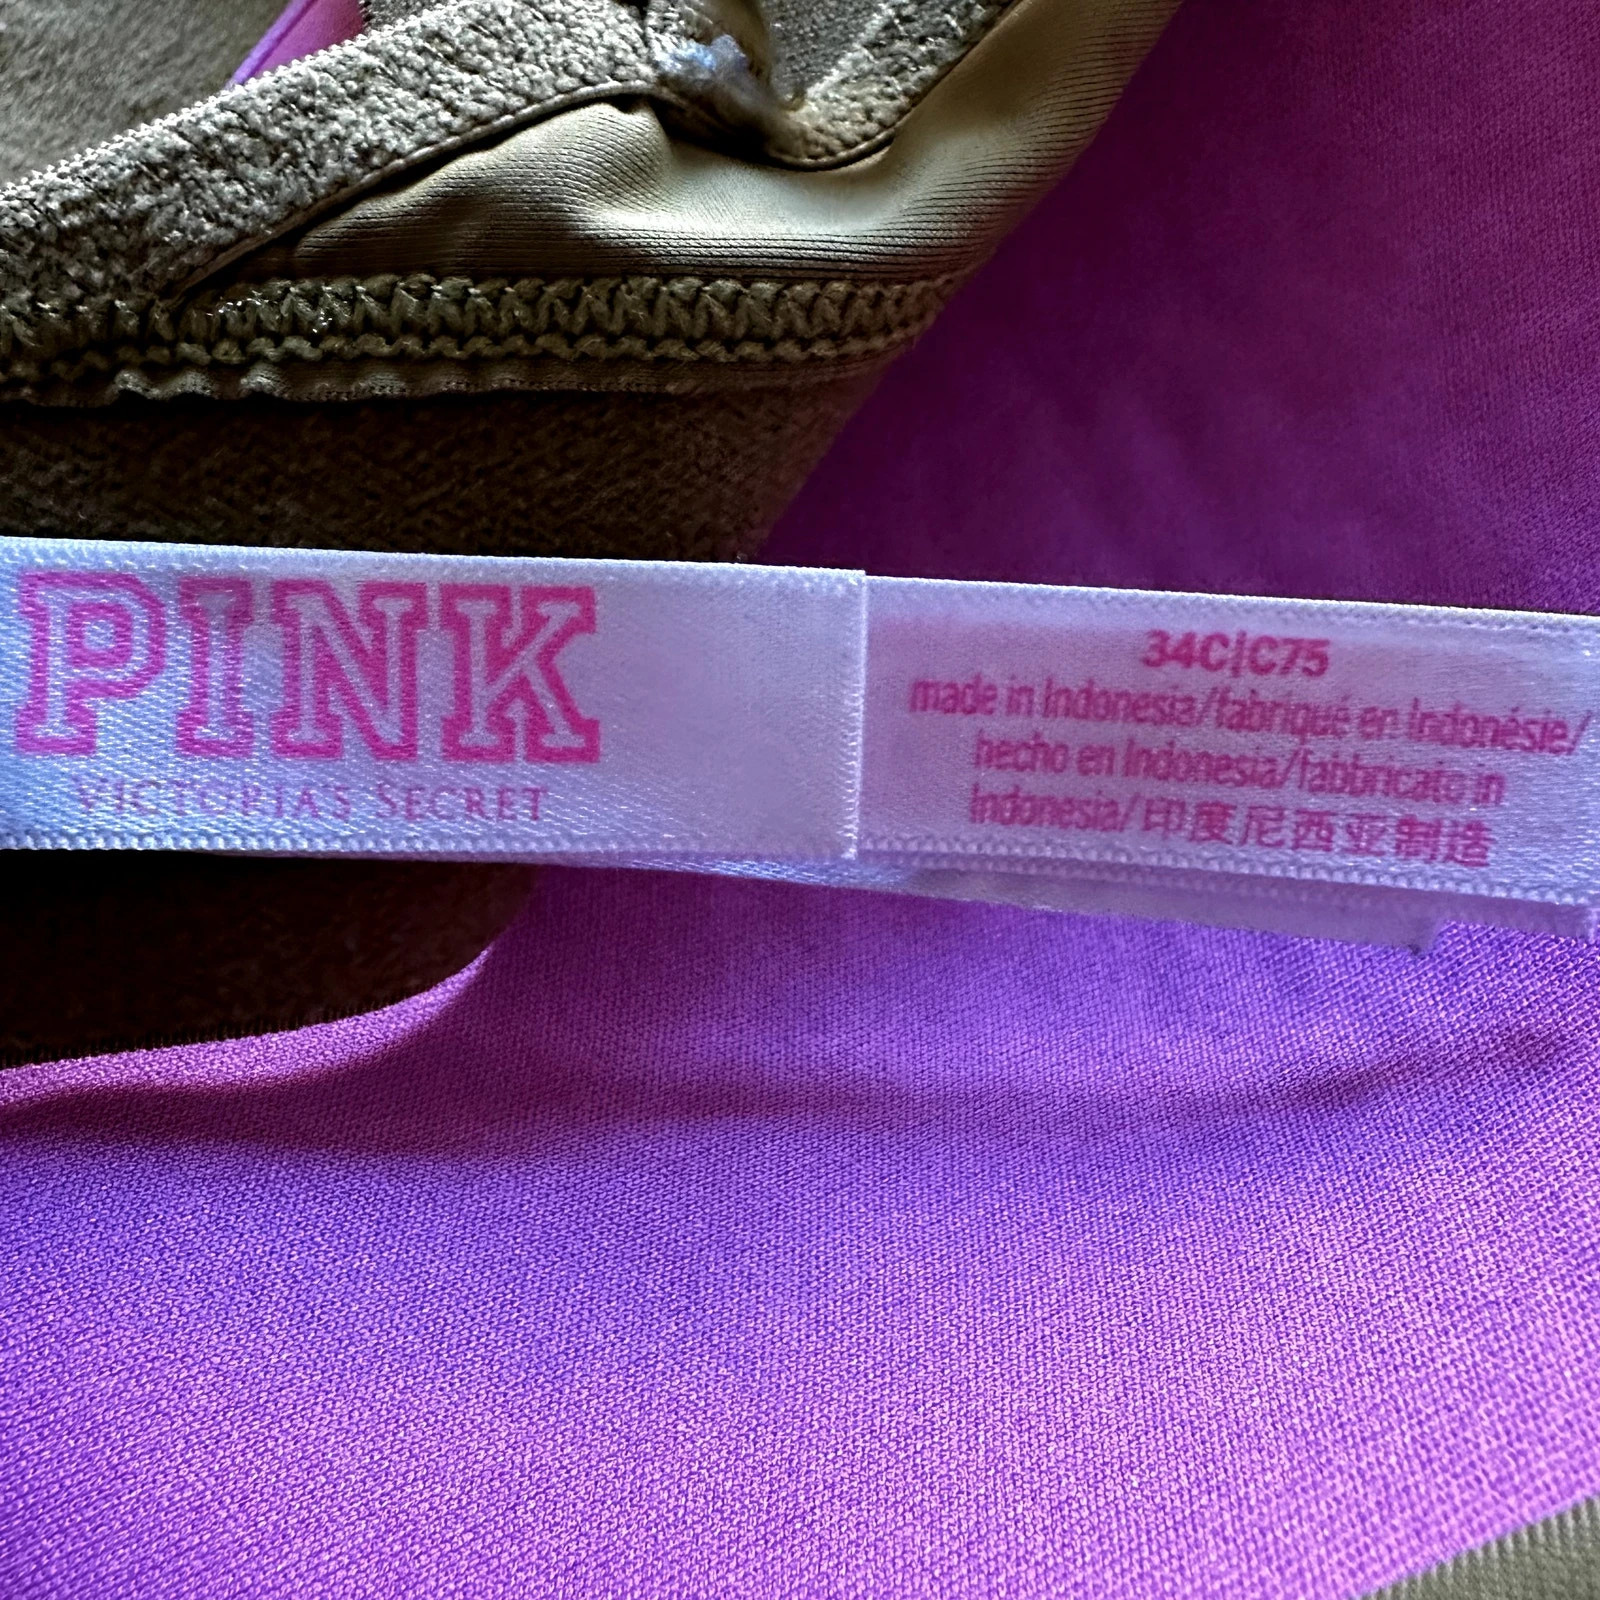 PINK
VICTORIA'S SECRET
34C|C75
made in Indonesia/fabriqué en Indonésie/
hecho en Indonesia/fabbricato in
Indonesia/印度尼西亚制造